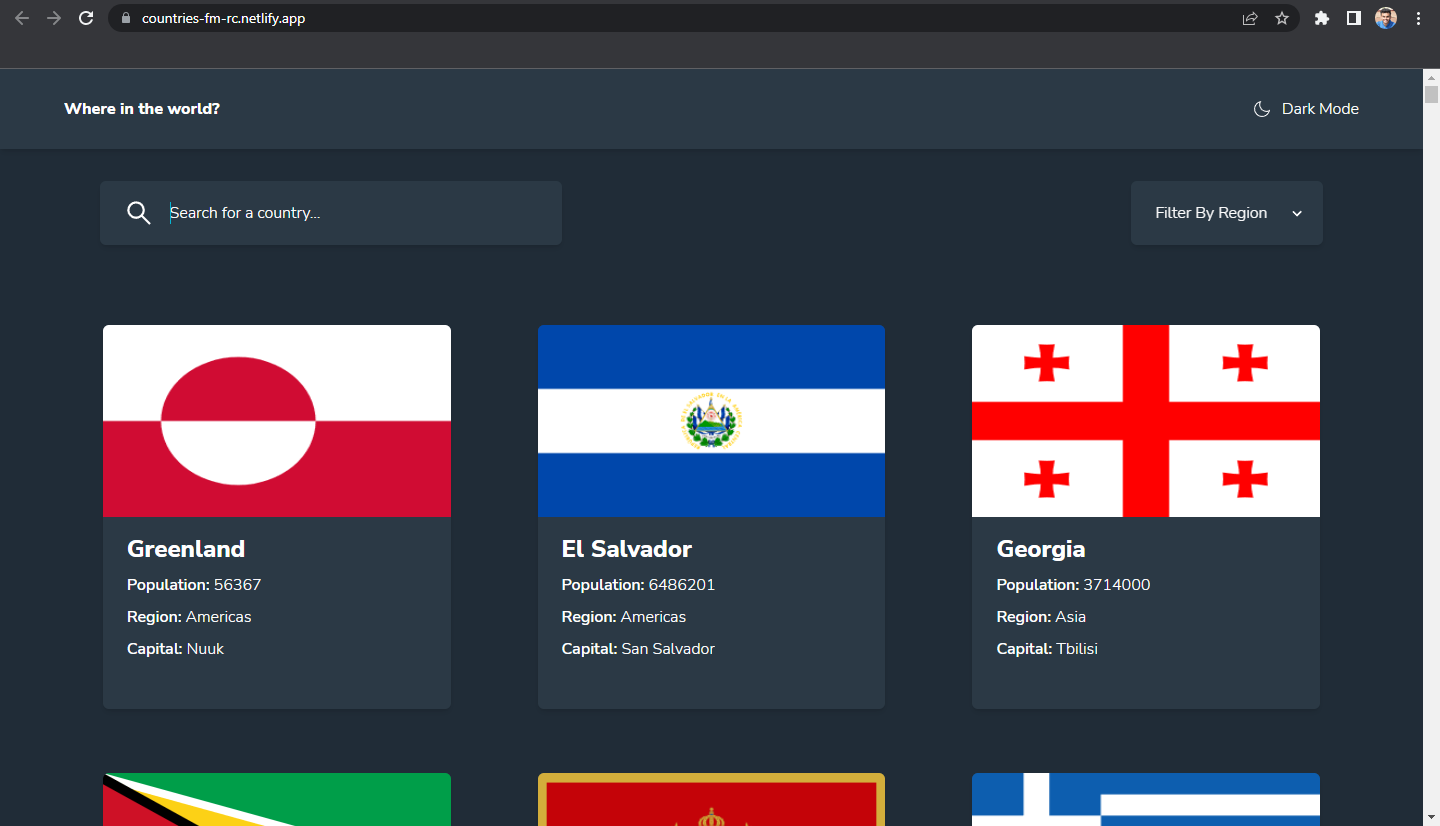 countries-fm-rc.netlify.app
Where in the world?
Dark Mode
Search for a country...
Filter By Region
Greenland
Population: 56367
Region: Americas
Capital: Nuuk
El Salvador
Population: 6486201
Region: Americas
Capital: San Salvador
Georgia
Population: 3714000
Region: Asia
Capital: Tbilisi